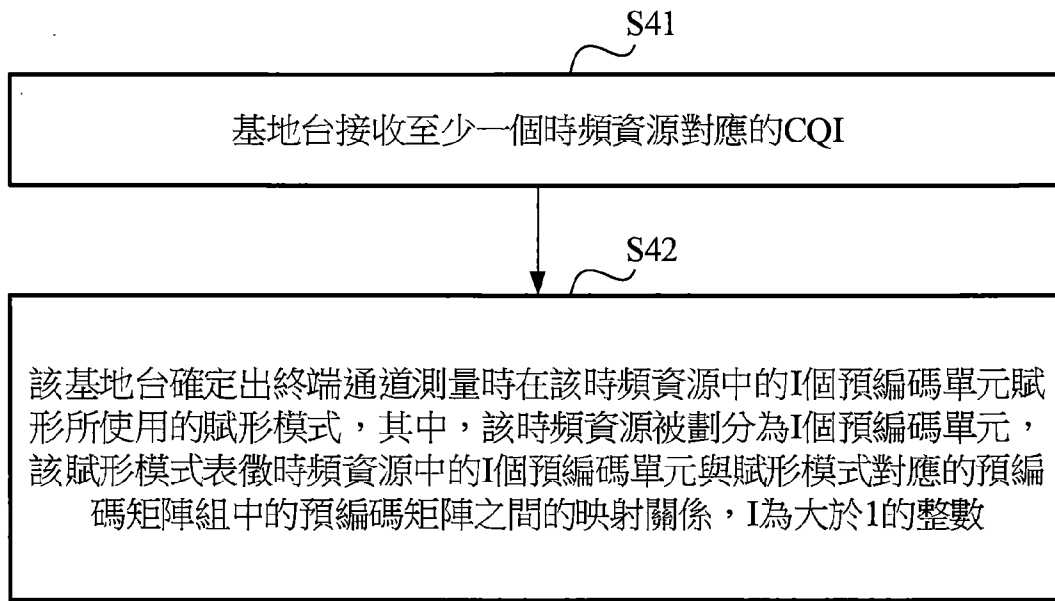 S41
基地台接收至少一個時頻資源對應的CQI
S42
該基地台確定出終端通道測量時在該時頻資源中的I個預編碼單元賦
形所使用的賦形模式，其中，該時頻資源被劃分為I個預編碼單元，
該賦形模式表徵時頻資源中的I個預編碼單元與賦形模式對應的預編
碼矩陣組中的預編碼矩陣之間的映射關係，I為大於1的整數